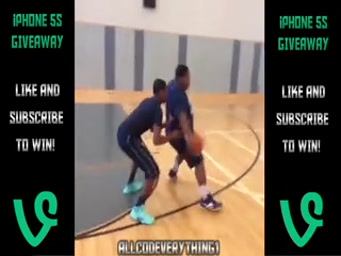 iPHONE 5S
GIVEAWAY
LIKE AND
SUBSCRIBE
TO WIN!
iPHONE 5S
GIVEAWAY
LIKE AND
SUBSCRIBE
TO WIN!
ALLCODEVERYTHING1